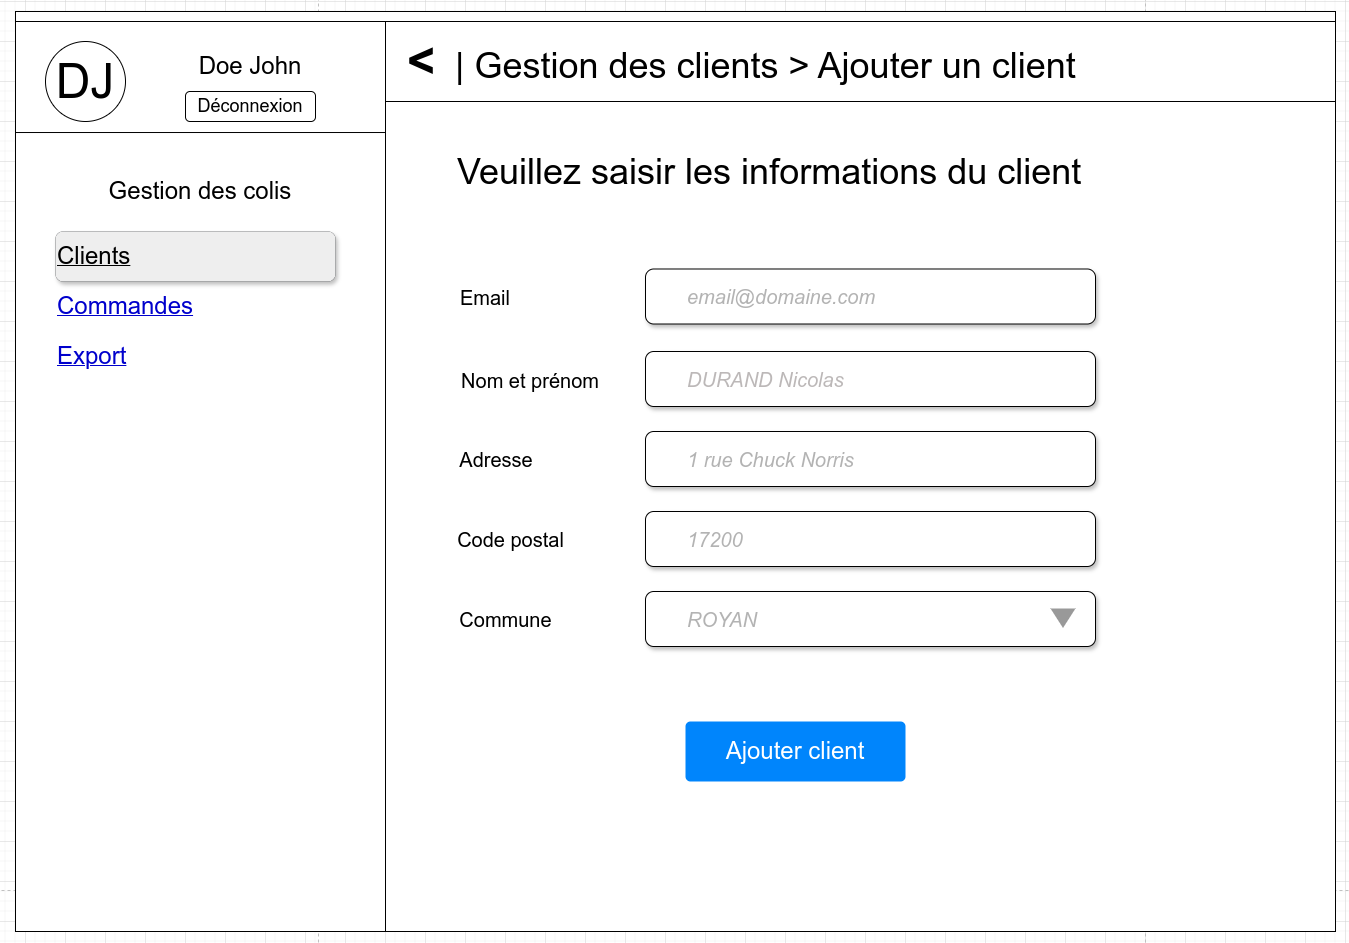 DJ
Doe John
Déconnexion
Gestion des colis
Clients
Commandes
Export
< | Gestion des clients > Ajouter un client
Veuillez saisir les informations du client
Email email@domaine.com
Nom et prénom DURAND Nicolas
Adresse 1 rue Chuck Norris
Code postal 17200
Commune ROYAN
Ajouter client